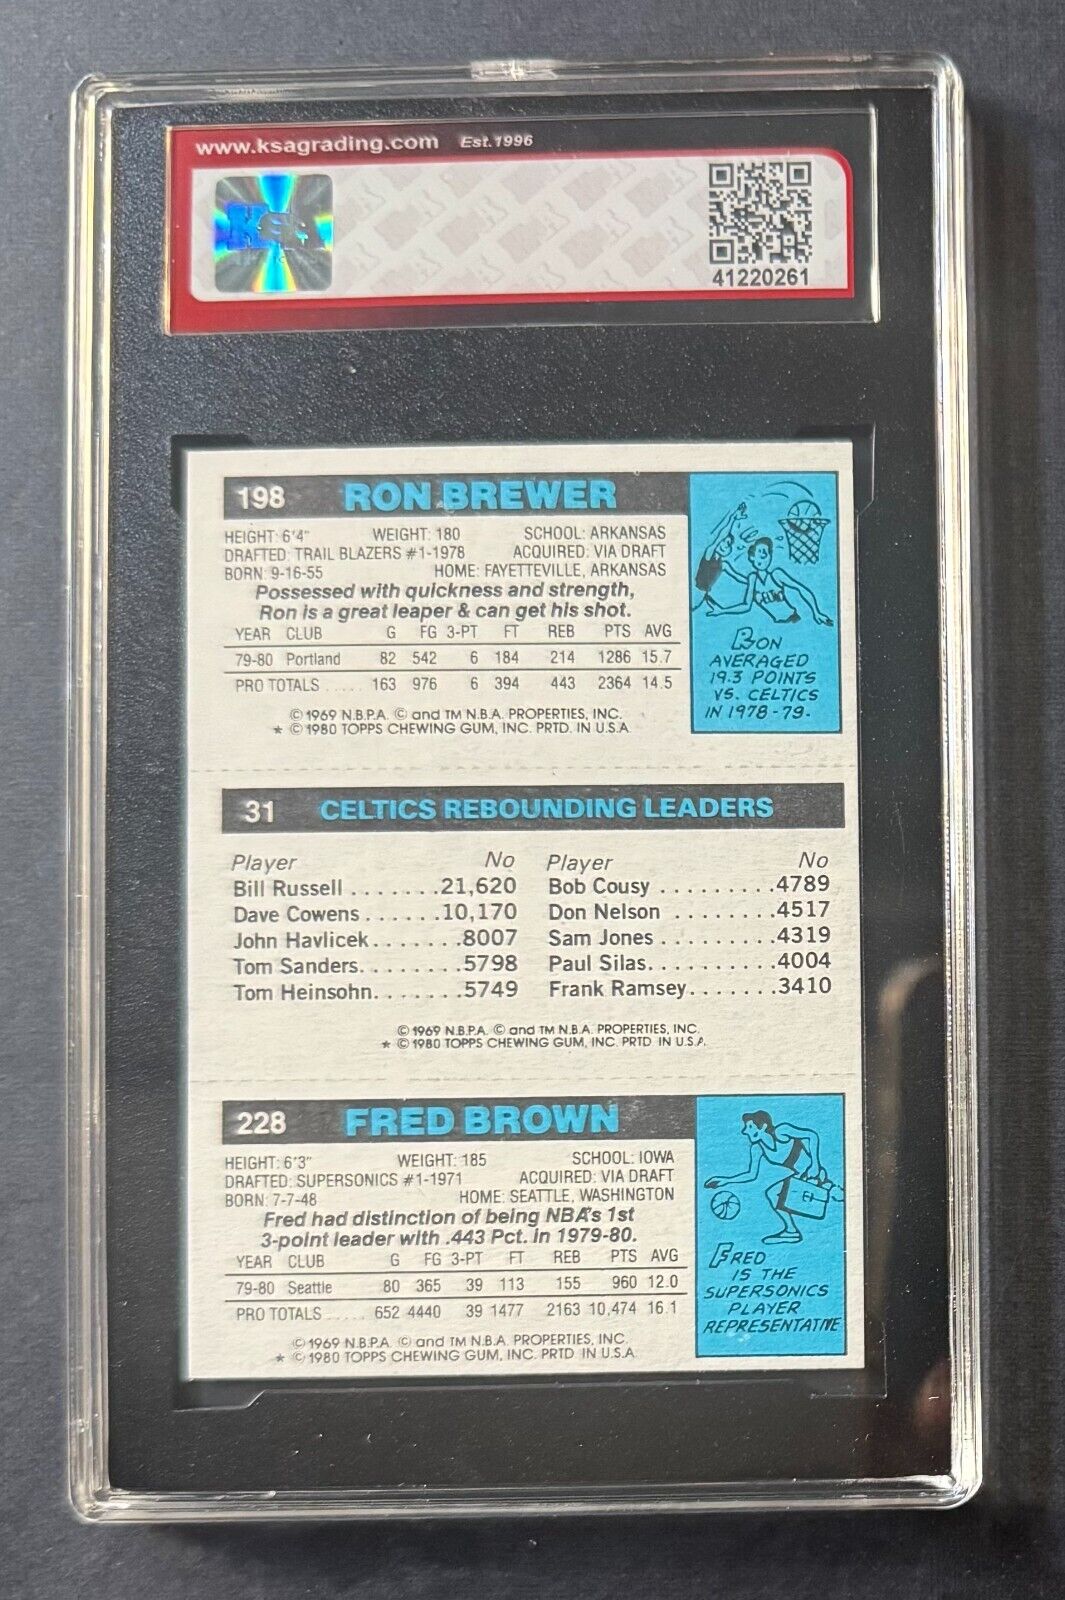 www.ksagrading.com Est.1996
KSA
41220261
198 RON BREWER
HEIGHT: 6'4" WEIGHT: 180 SCHOOL: ARKANSAS
DRAFTED: TRAIL BLAZERS #1-1978 ACQUIRED: VIA DRAFT
BORN: 9-16-55 HOME: FAYETTEVILLE, ARKANSAS
Possessed with quickness and strength,
Ron is a great leaper & can get his shot.
YEAR CLUB G FG 3-PT FT REB PTS AVG
79-80 Portland 82 542 6 184 214 1286 15.7
PRO TOTALS ..... 163 976 6 394 443 2364 14.5
© 1969 N.B.P.A. © and TM N.B.A. PROPERTIES, INC.
★ © 1980 TOPPS CHEWING GUM, INC. PRTD. IN U.S.A.
CELTICS
RON
AVERAGED
19.3 POINTS
VS. CELTICS
IN 1978-79.
31 CELTICS REBOUNDING LEADERS
Player No Player No
Bill Russell . . . . . . . .21,620 Bob Cousy . . . . . . . . .4789
Dave Cowens . . . . . .10,170 Don Nelson . . . . . . . .4517
John Havlicek. . . . . . .8007 Sam Jones . . . . . . . . .4319
Tom Sanders. . . . . . . .5798 Paul Silas. . . . . . . . . .4004
Tom Heinsohn. . . . . . .5749 Frank Ramsey. . . . . . .3410
© 1969 N.B.P.A. © and TM N.B.A. PROPERTIES, INC.
★ © 1980 TOPPS CHEWING GUM, INC. PRTD. IN U.S.A.
228 FRED BROWN
HEIGHT: 6'3" WEIGHT: 185 SCHOOL: IOWA
DRAFTED: SUPERSONICS #1-1971 ACQUIRED: VIA DRAFT
BORN: 7-7-48 HOME: SEATTLE, WASHINGTON
Fred had distinction of being NBA's 1st
3-point leader with .443 Pct. in 1979-80.
YEAR CLUB G FG 3-PT FT REB PTS AVG
79-80 Seattle 80 365 39 113 155 960 12.0
PRO TOTALS ..... 652 4440 39 1477 2163 10,474 16.1
© 1969 N.B.P.A. © and TM N.B.A. PROPERTIES, INC.
★ © 1980 TOPPS CHEWING GUM, INC. PRTD. IN U.S.A.
FRED
IS THE
SUPERSONICS
PLAYER
REPRESENTATIVE